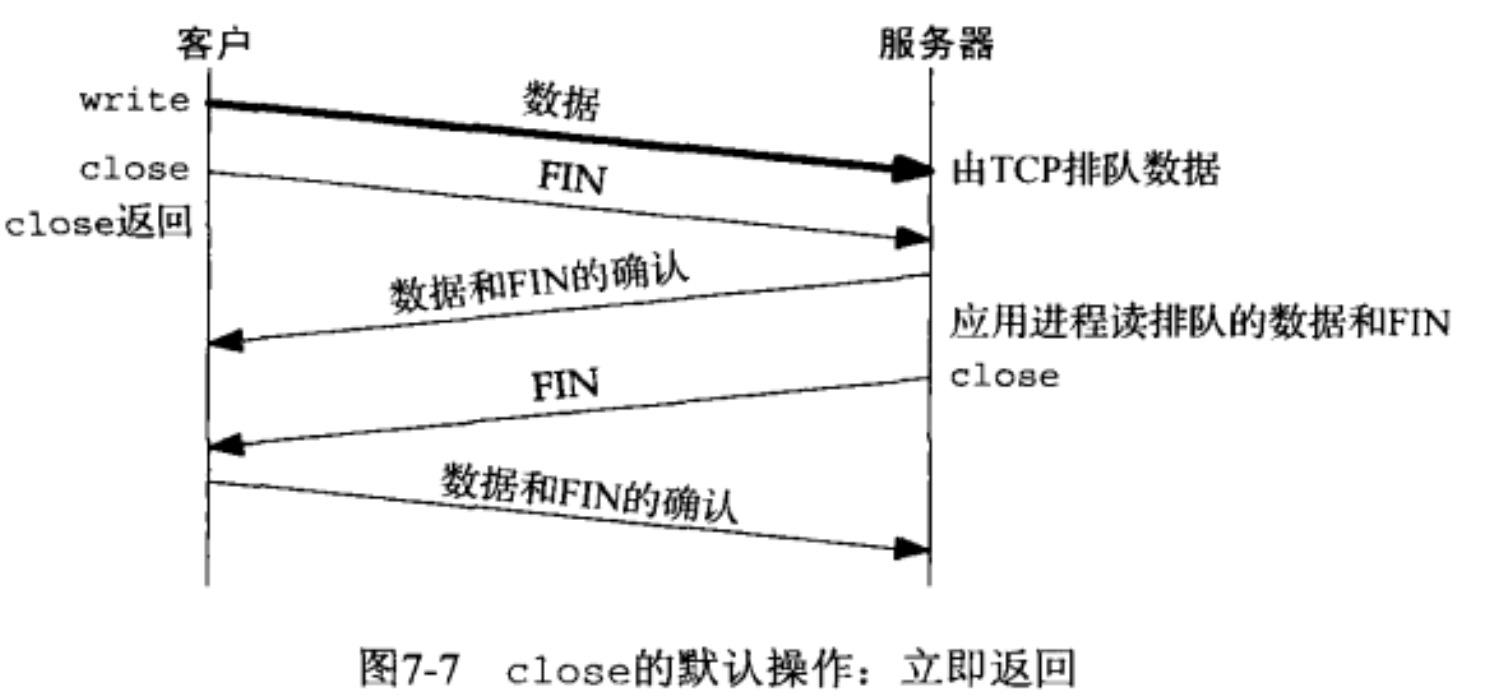 客户
服务器
write
数据
close
FIN
由TCP排队数据
close返回
数据和FIN的确认
应用进程读排队的数据和FIN
FIN
close
数据和FIN的确认
图7-7 close的默认操作：立即返回